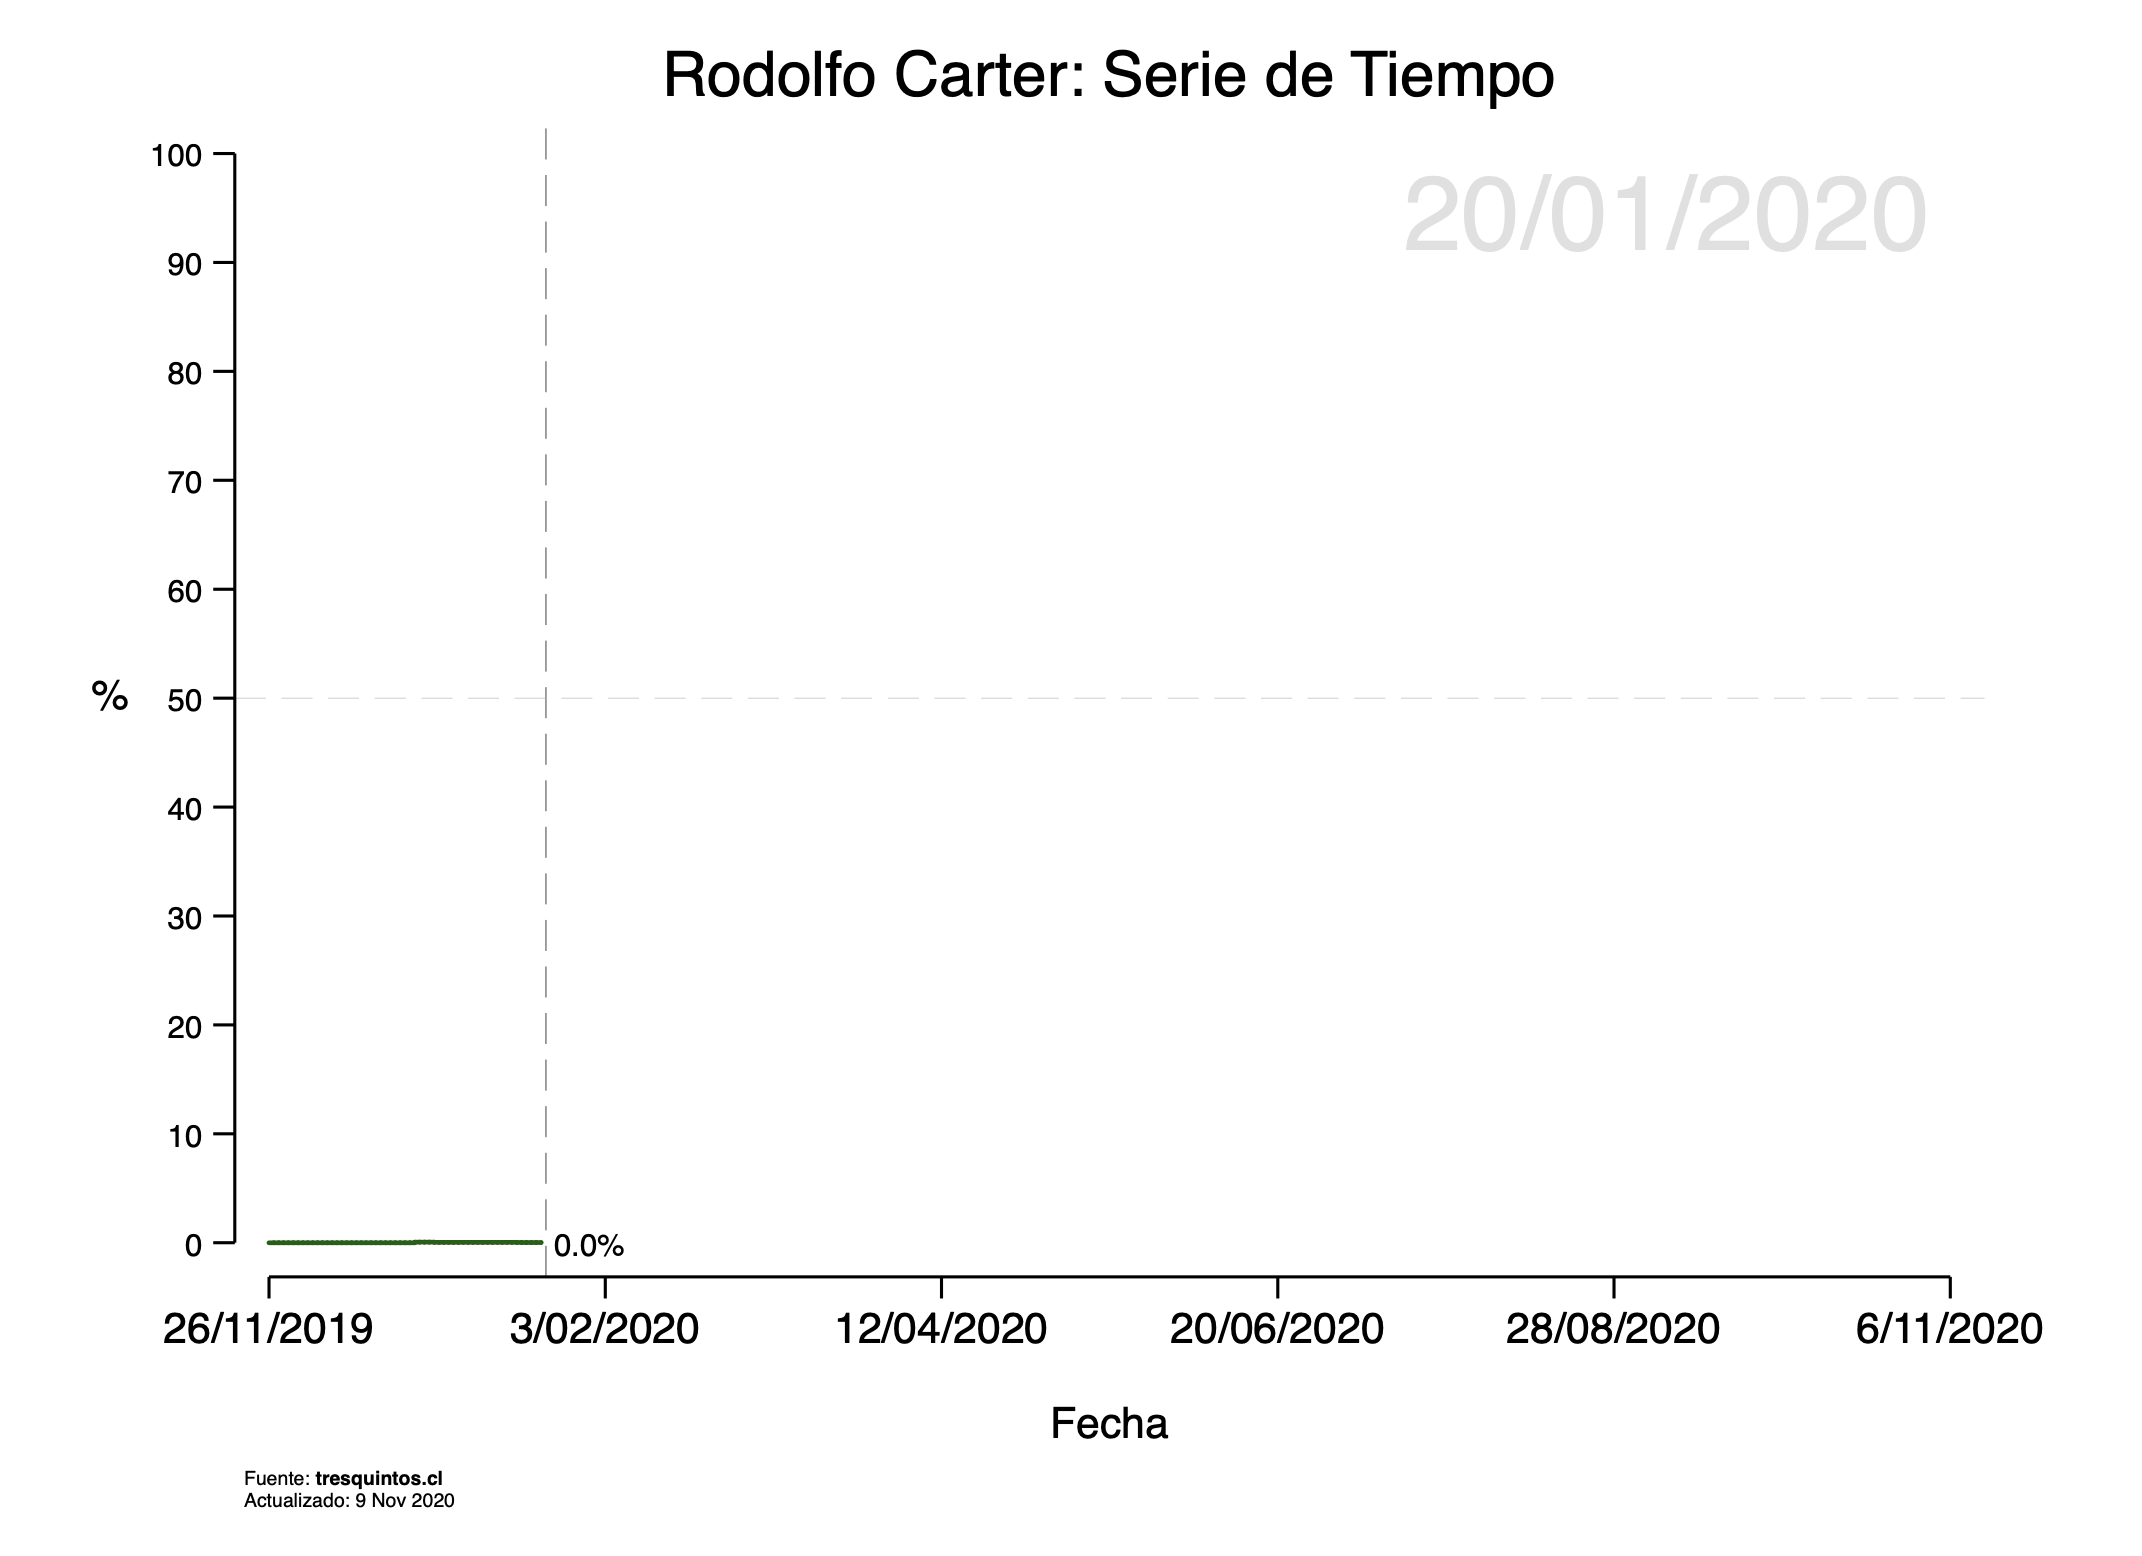 Rodolfo Carter: Serie de Tiempo
20/01/2020
100
90
80
70
60
50
40
30
20
10
0
%
0.0%
26/11/2019 3/02/2020 12/04/2020 20/06/2020 28/08/2020 6/11/2020
Fecha
Fuente: tresquintos.cl
Actualizado: 9 Nov 2020